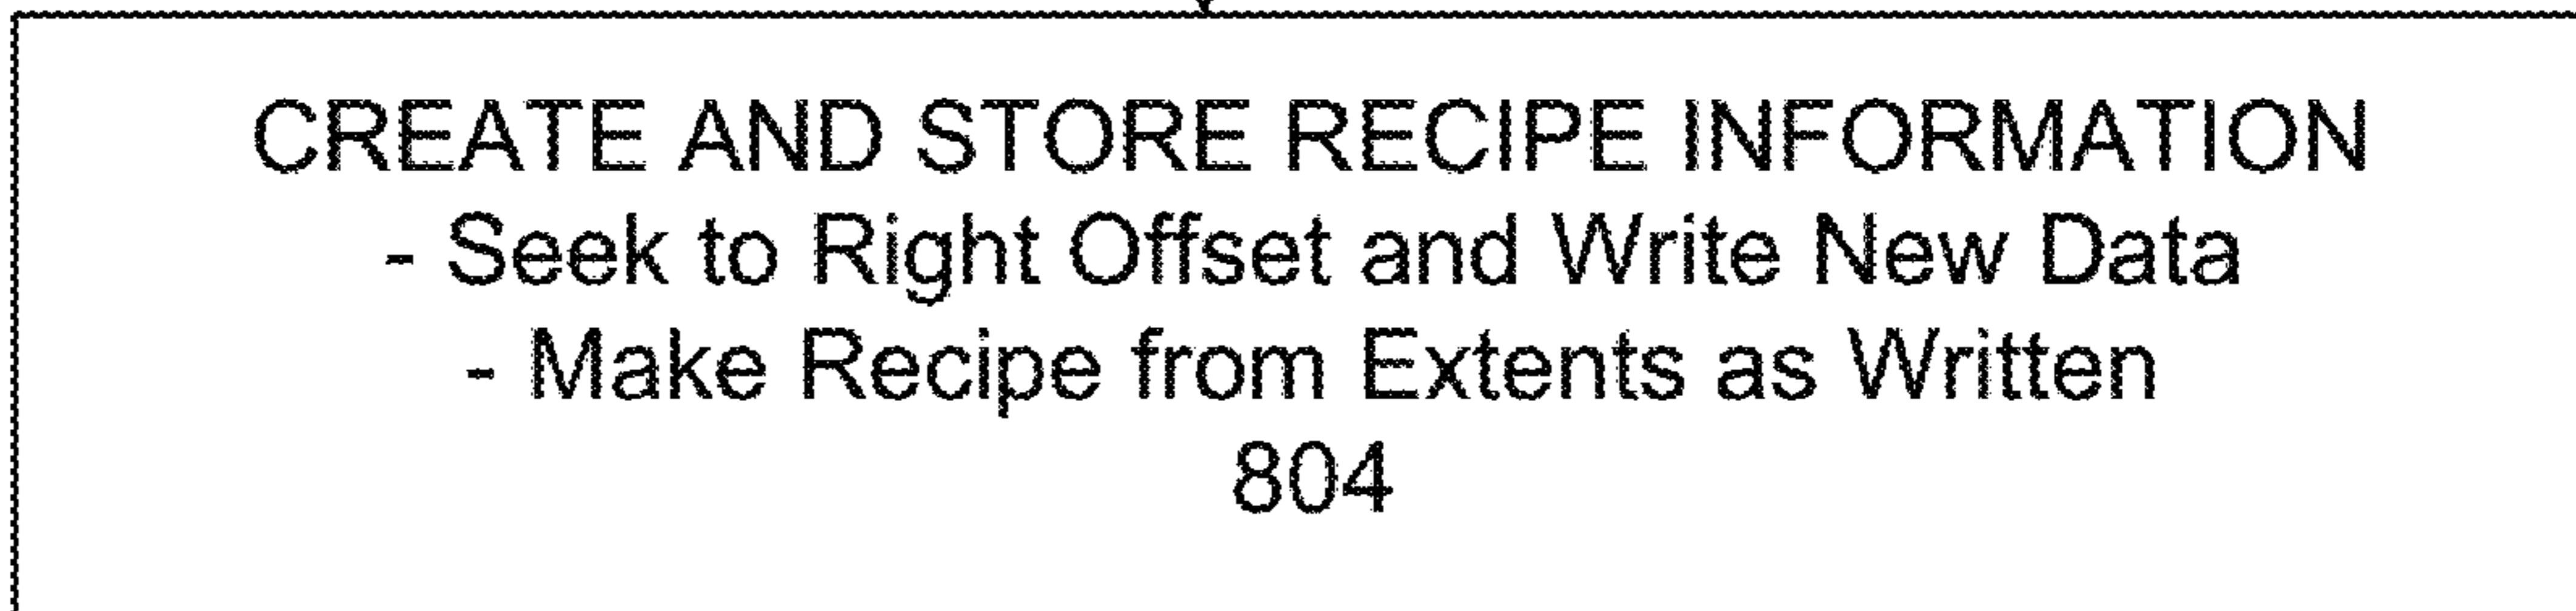 CREATE AND STORE RECIPE INFORMATION
- Seek to Right Offset and Write New Data
- Make Recipe from Extents as Written
804